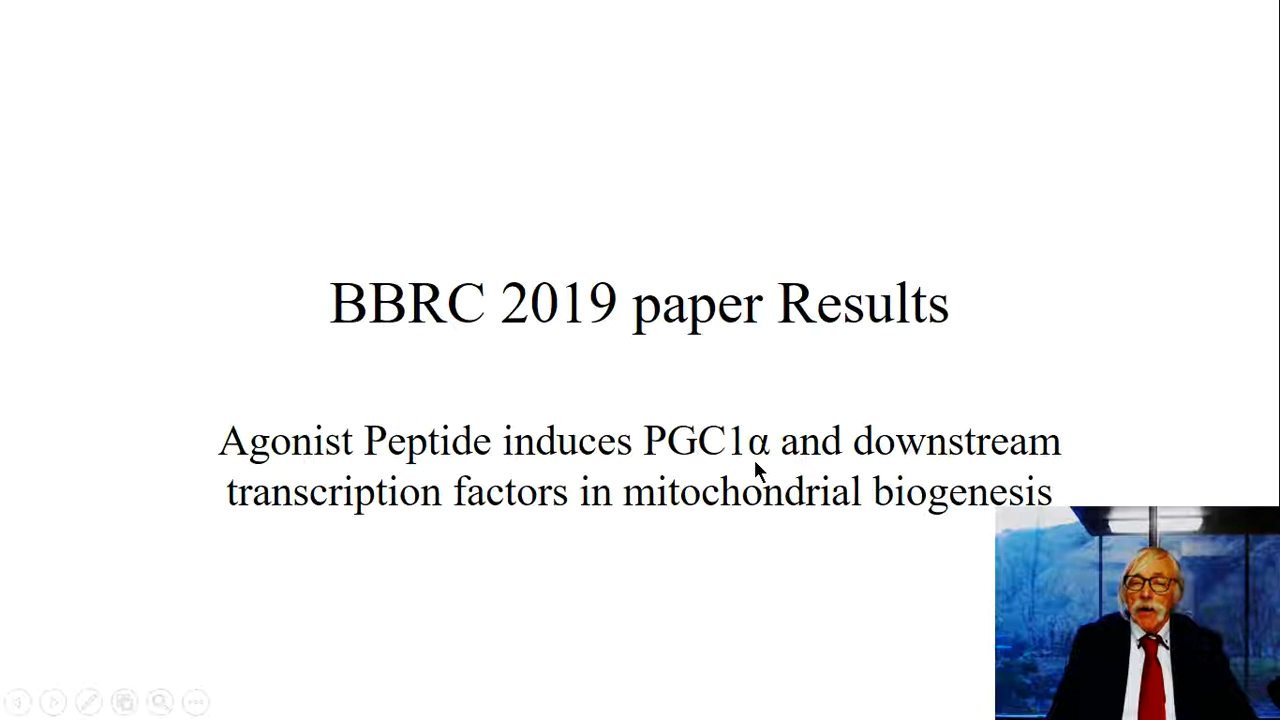 BBRC 2019 paper Results
Agonist Peptide induces PGC1α and downstream
transcription factors in mitochondrial biogenesis